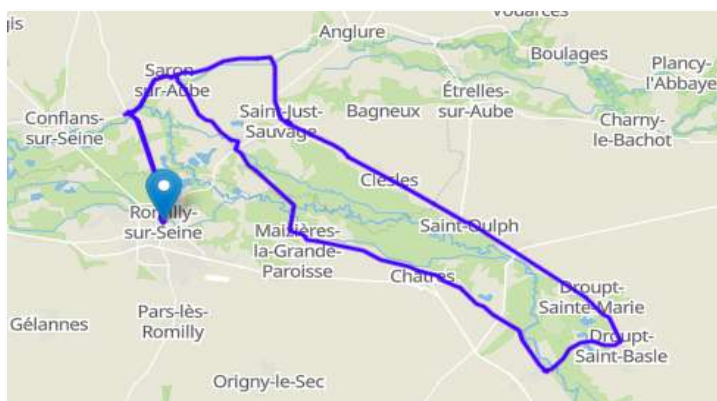 gis
Anglure
Vouarces
Boulages
Plancy-
l'Abbaye
Saron-
sur-Aube
Étrelles-
sur-Aube
Conflans-
sur-Seine
Saint-Just-
Sauvage
Bagneux
Charny-
le-Bachot
Clesles
Romilly-
sur-Seine
Maizières-
la-Grande-
Paroisse
Saint-Oulph
Châtres
Droupt-
Sainte-Marie
Droupt-
Saint-Basle
Gélannes
Pars-lès-
Romilly
Origny-le-Sec